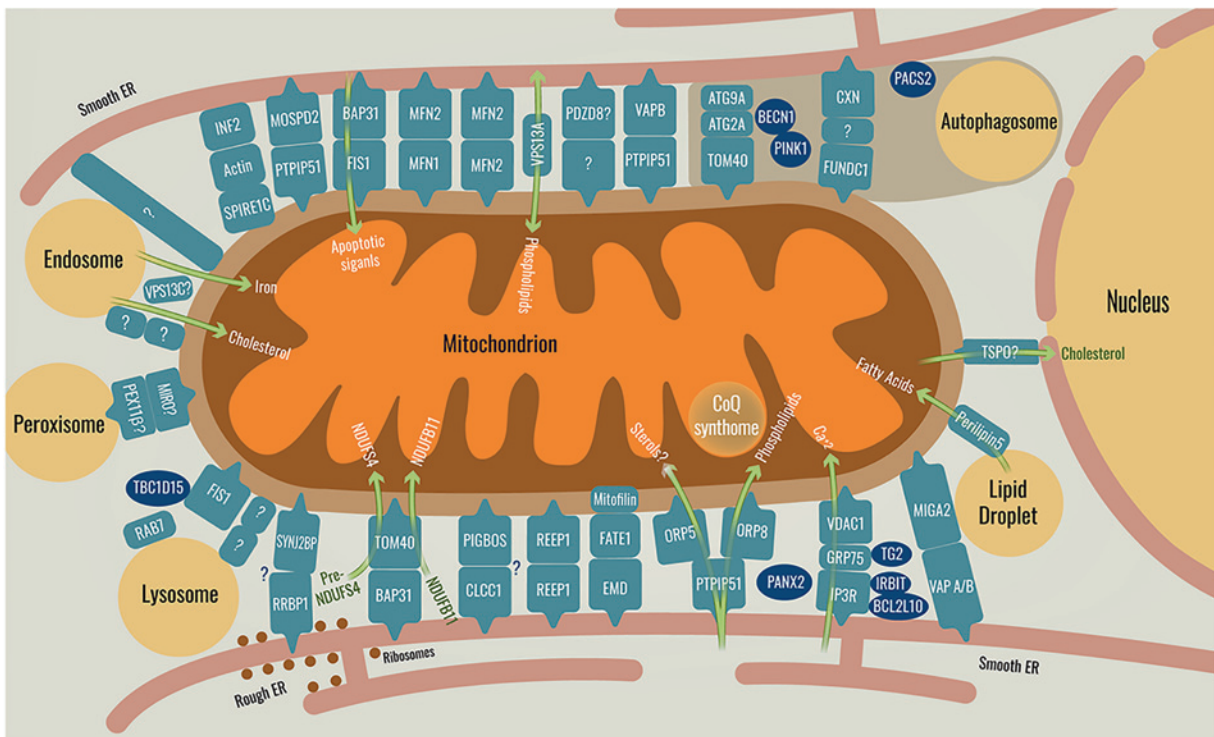 Smooth ER
INF2
Actin
SPIRE1C
MOSPD2
PTPIP51
BAP31
FIS1
MFN2
MFN1
MFN2
MFN2
VPS13A
PDZD8?
?
VAPB
PTPIP51
ATG9A
ATG2A
TOM40
BECN1
PINK1
CXN
?
FUNDC1
PACS2
Autophagosome
?
Endosome
VPS13C?
?
?
Iron
Cholesterol
Apoptotic
siganls
Phospholipids
Mitochondrion
Nucleus
TSPO?
Cholesterol
Fatty Acids
Perilipin5
Lipid
Droplet
PEX11β?
MIRO?
Peroxisome
CoQ
synthome
NDUFS4
NDUFB11
Sterols?
Phospholipids
Ca+2
TBC1D15
RAB7
FIS1
?
?
Lysosome
SYNJ2BP
?
RRBP1
Pre-
NDUFS4
TOM40
BAP31
NDUFB11
PIGBOS
?
CLCC1
REEP1
REEP1
Mitofilin
FATE1
EMD
ORP5
ORP8
PTPIP51
PANX2
VDAC1
GRP75
IP3R
TG2
IRBIT
BCL2L10
MIGA2
VAP A/B
Ribosomes
Rough ER
Smooth ER